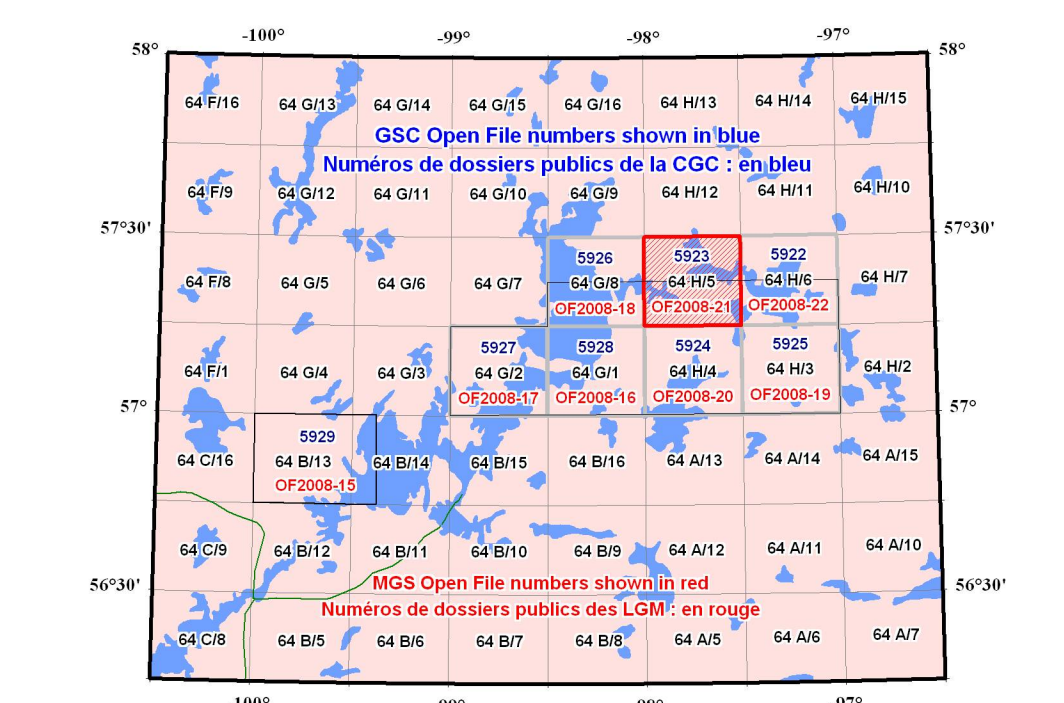 -100° -99° -98° -97°
58° 58°
64 F/16 64 G/13 64 G/14 64 G/15 64 G/16 64 H/13 64 H/14 64 H/15
GSC Open File numbers shown in blue
Numéros de dossiers publics de la CGC : en bleu
64 F/9 64 G/12 64 G/11 64 G/10 64 G/9 64 H/12 64 H/11 64 H/10
57°30' 57°30'
5926 5923 5922
64 F/8 64 G/5 64 G/6 64 G/7 64 G/8 64 H/5 64 H/6 64 H/7
OF2008-18 OF2008-21 OF2008-22
5927 5928 5924 5925
64 F/1 64 G/4 64 G/3 64 G/2 64 G/1 64 H/4 64 H/3 64 H/2
OF2008-17 OF2008-16 OF2008-20 OF2008-19
57° 57°
5929
64 C/16 64 B/13 64 B/14 64 B/15 64 B/16 64 A/13 64 A/14 64 A/15
OF2008-15
64 C/9 64 B/12 64 B/11 64 B/10 64 B/9 64 A/12 64 A/11 64 A/10
56°30' 56°30'
MGS Open File numbers shown in red
Numéros de dossiers publics des LGM : en rouge
64 C/8 64 B/5 64 B/6 64 B/7 64 B/8 64 A/5 64 A/6 64 A/7